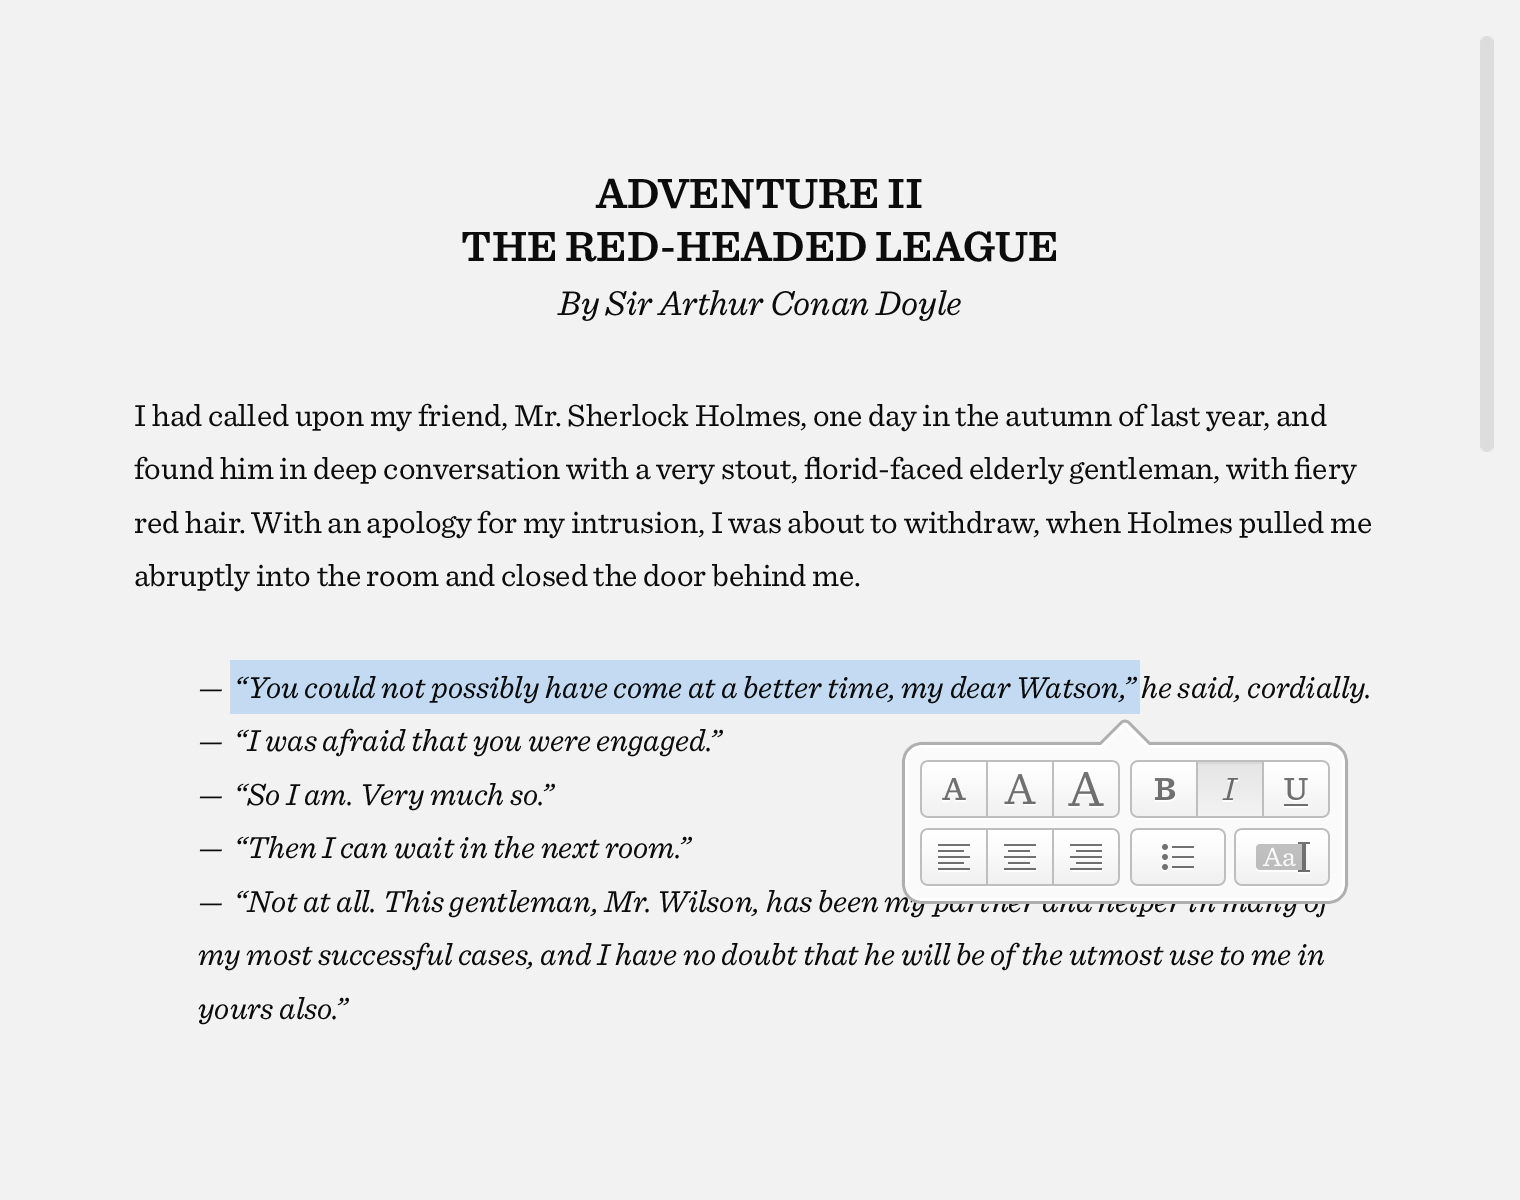 ADVENTURE II
THE RED-HEADED LEAGUE
By Sir Arthur Conan Doyle
I had called upon my friend, Mr. Sherlock Holmes, one day in the autumn of last year, and
found him in deep conversation with a very stout, florid-faced elderly gentleman, with fiery
red hair. With an apology for my intrusion, I was about to withdraw, when Holmes pulled me
abruptly into the room and closed the door behind me.
— “You could not possibly have come at a better time, my dear Watson,” he said, cordially.
— “I was afraid that you were engaged.”
— “So I am. Very much so.”
— “Then I can wait in the next room.”
A A A B I U
Aa
— “Not at all. This gentleman, Mr. Wilson, has been my partner and helper in many of
my most successful cases, and I have no doubt that he will be of the utmost use to me in
yours also.”